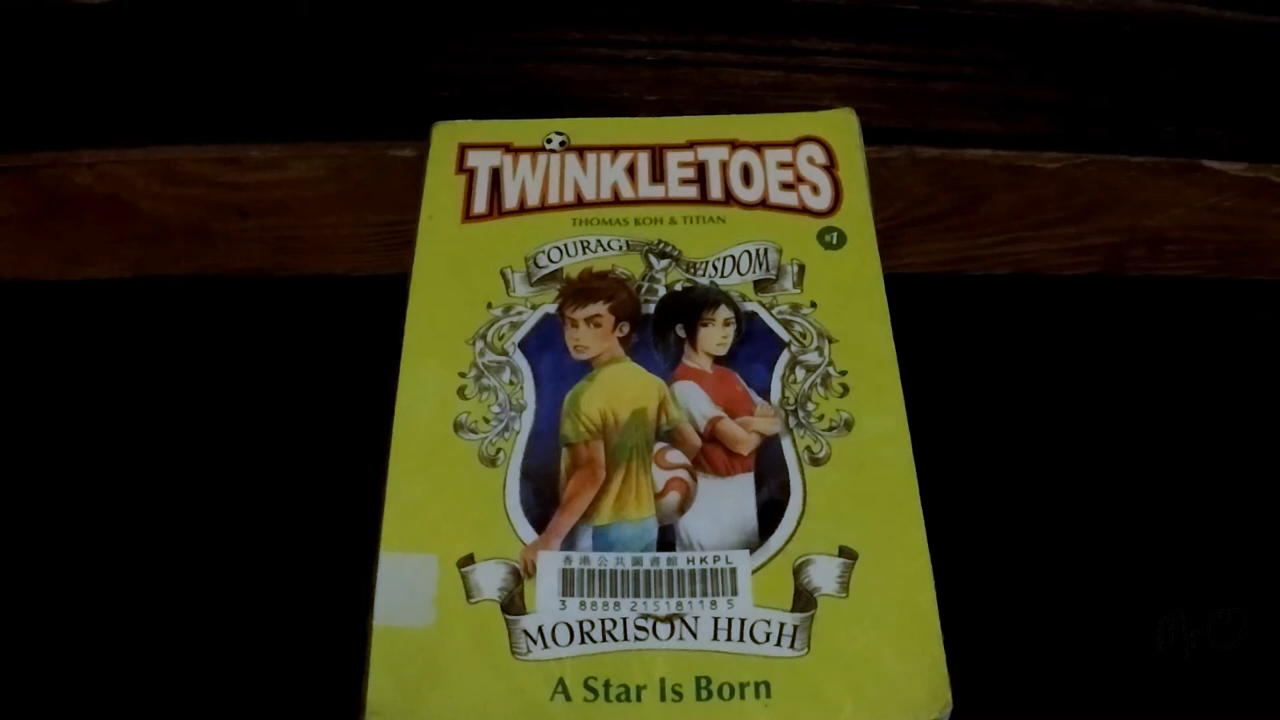 TWINKLETOES
THOMAS KOH & TITIAN
#1
COURAGE WISDOM
香港公共圖書館 HKPL
3 8888 21518118 5
MORRISON HIGH
A Star Is Born